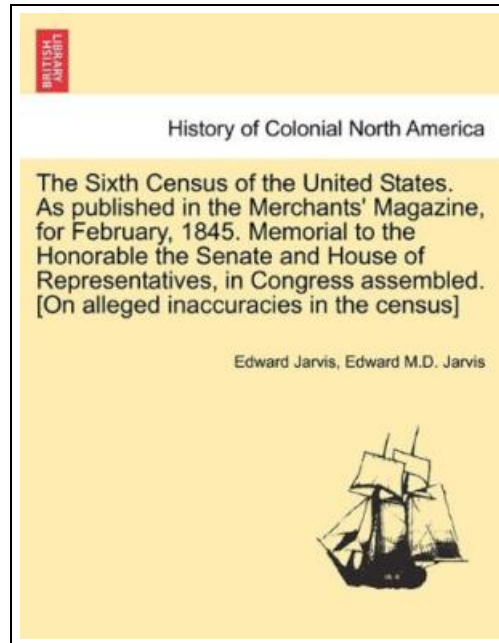 BRITISH
LIBRARY
History of Colonial North America
The Sixth Census of the United States.
As published in the Merchants' Magazine,
for February, 1845. Memorial to the
Honorable the Senate and House of
Representatives, in Congress assembled.
[On alleged inaccuracies in the census]
Edward Jarvis, Edward M.D. Jarvis